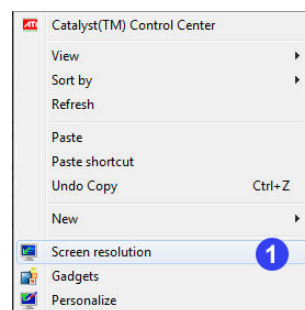 ATI Catalyst(TM) Control Center
View
Sort by
Refresh
Paste
Paste shortcut
Undo Copy Ctrl+Z
New
Screen resolution 1
Gadgets
Personalize